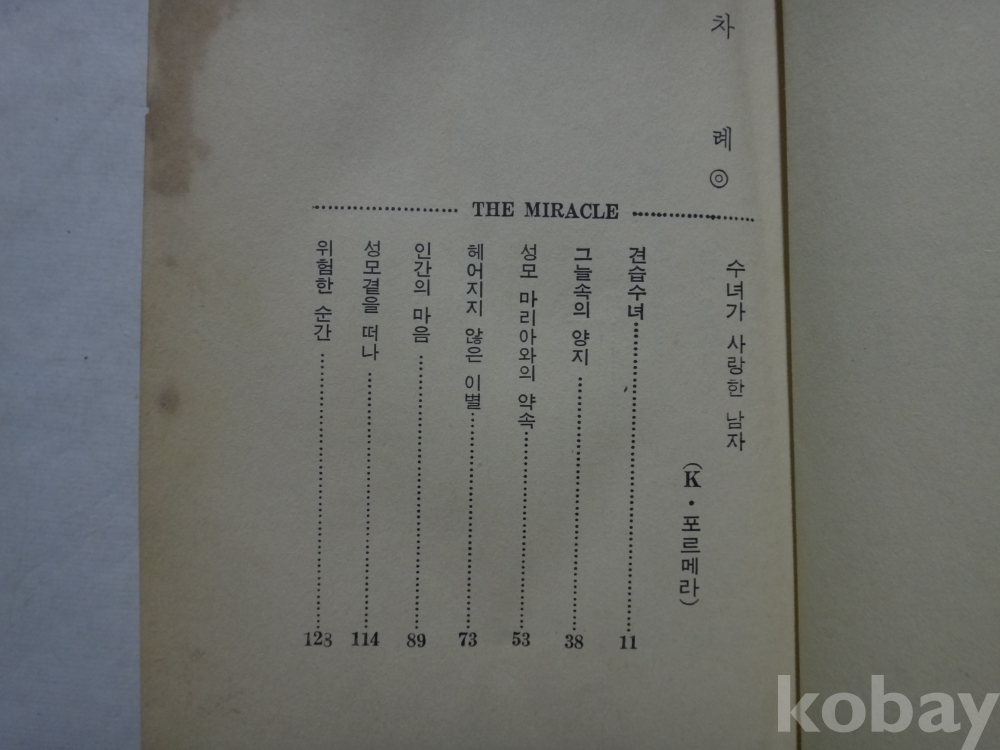 차 례 ◎
THE MIRACLE
수녀가 사랑한 남자
(K·포르메라)
견습수녀 11
그늘속의 양지 38
성모 마리아와의 약속 53
헤어지지 않은 이별 73
인간의 마음 89
성모곁을 떠나 114
위험한 순간 128
kobay